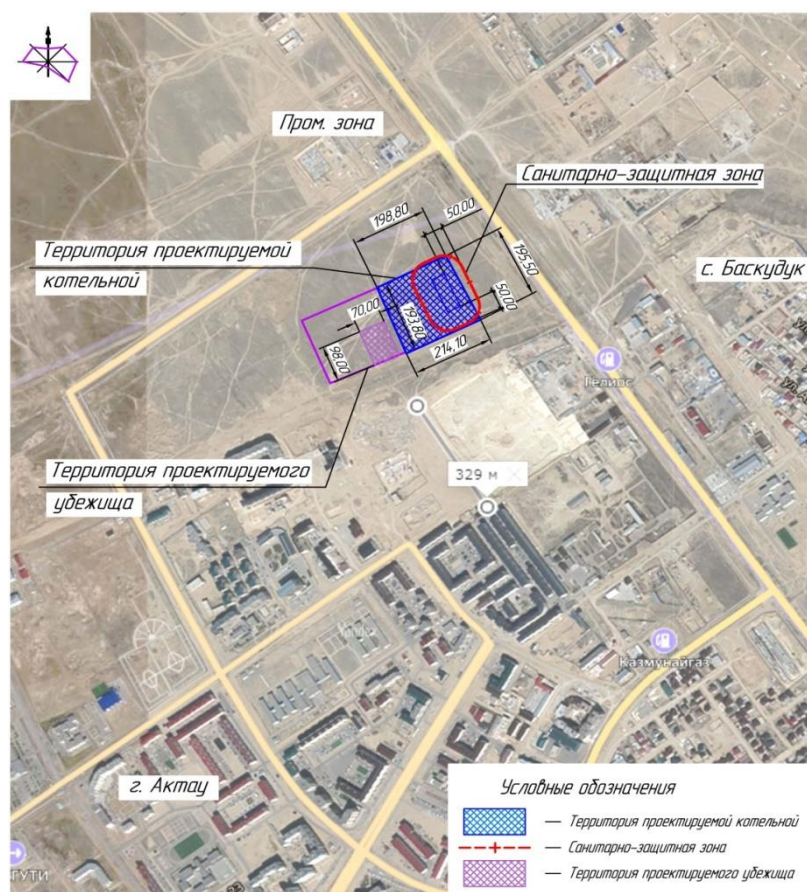 Пром. зона
Санитарно-защитная зона
198,80
50,00
Территория проектируемой
котельной
195,50
с. Баскудук
70,00
193,80
50,00
98,00
214,10
Гелиос
Территория проектируемого
убежища
329 м
Казмунайгаз
г. Актау
ГУТИ
Условные обозначения
— Территория проектируемой котельной
— Санитарно-защитная зона
— Территория проектируемого убежища